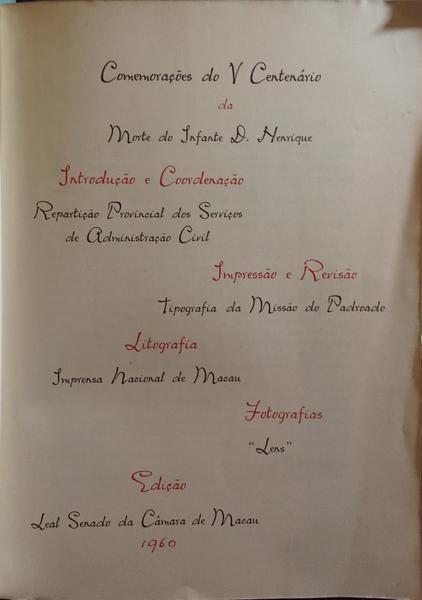 Comemorações do V Centenário
da
Morte do Infante D. Henrique
Introdução e Coordenação
Repartição Provincial dos Serviços
de Administração Civil
Impressão e Revisão
Tipografia da Missão do Padroado
Litografia
Imprensa Nacional de Macau
Fotografias
“Lens”
Edição
Leal Senado da Câmara de Macau
1960